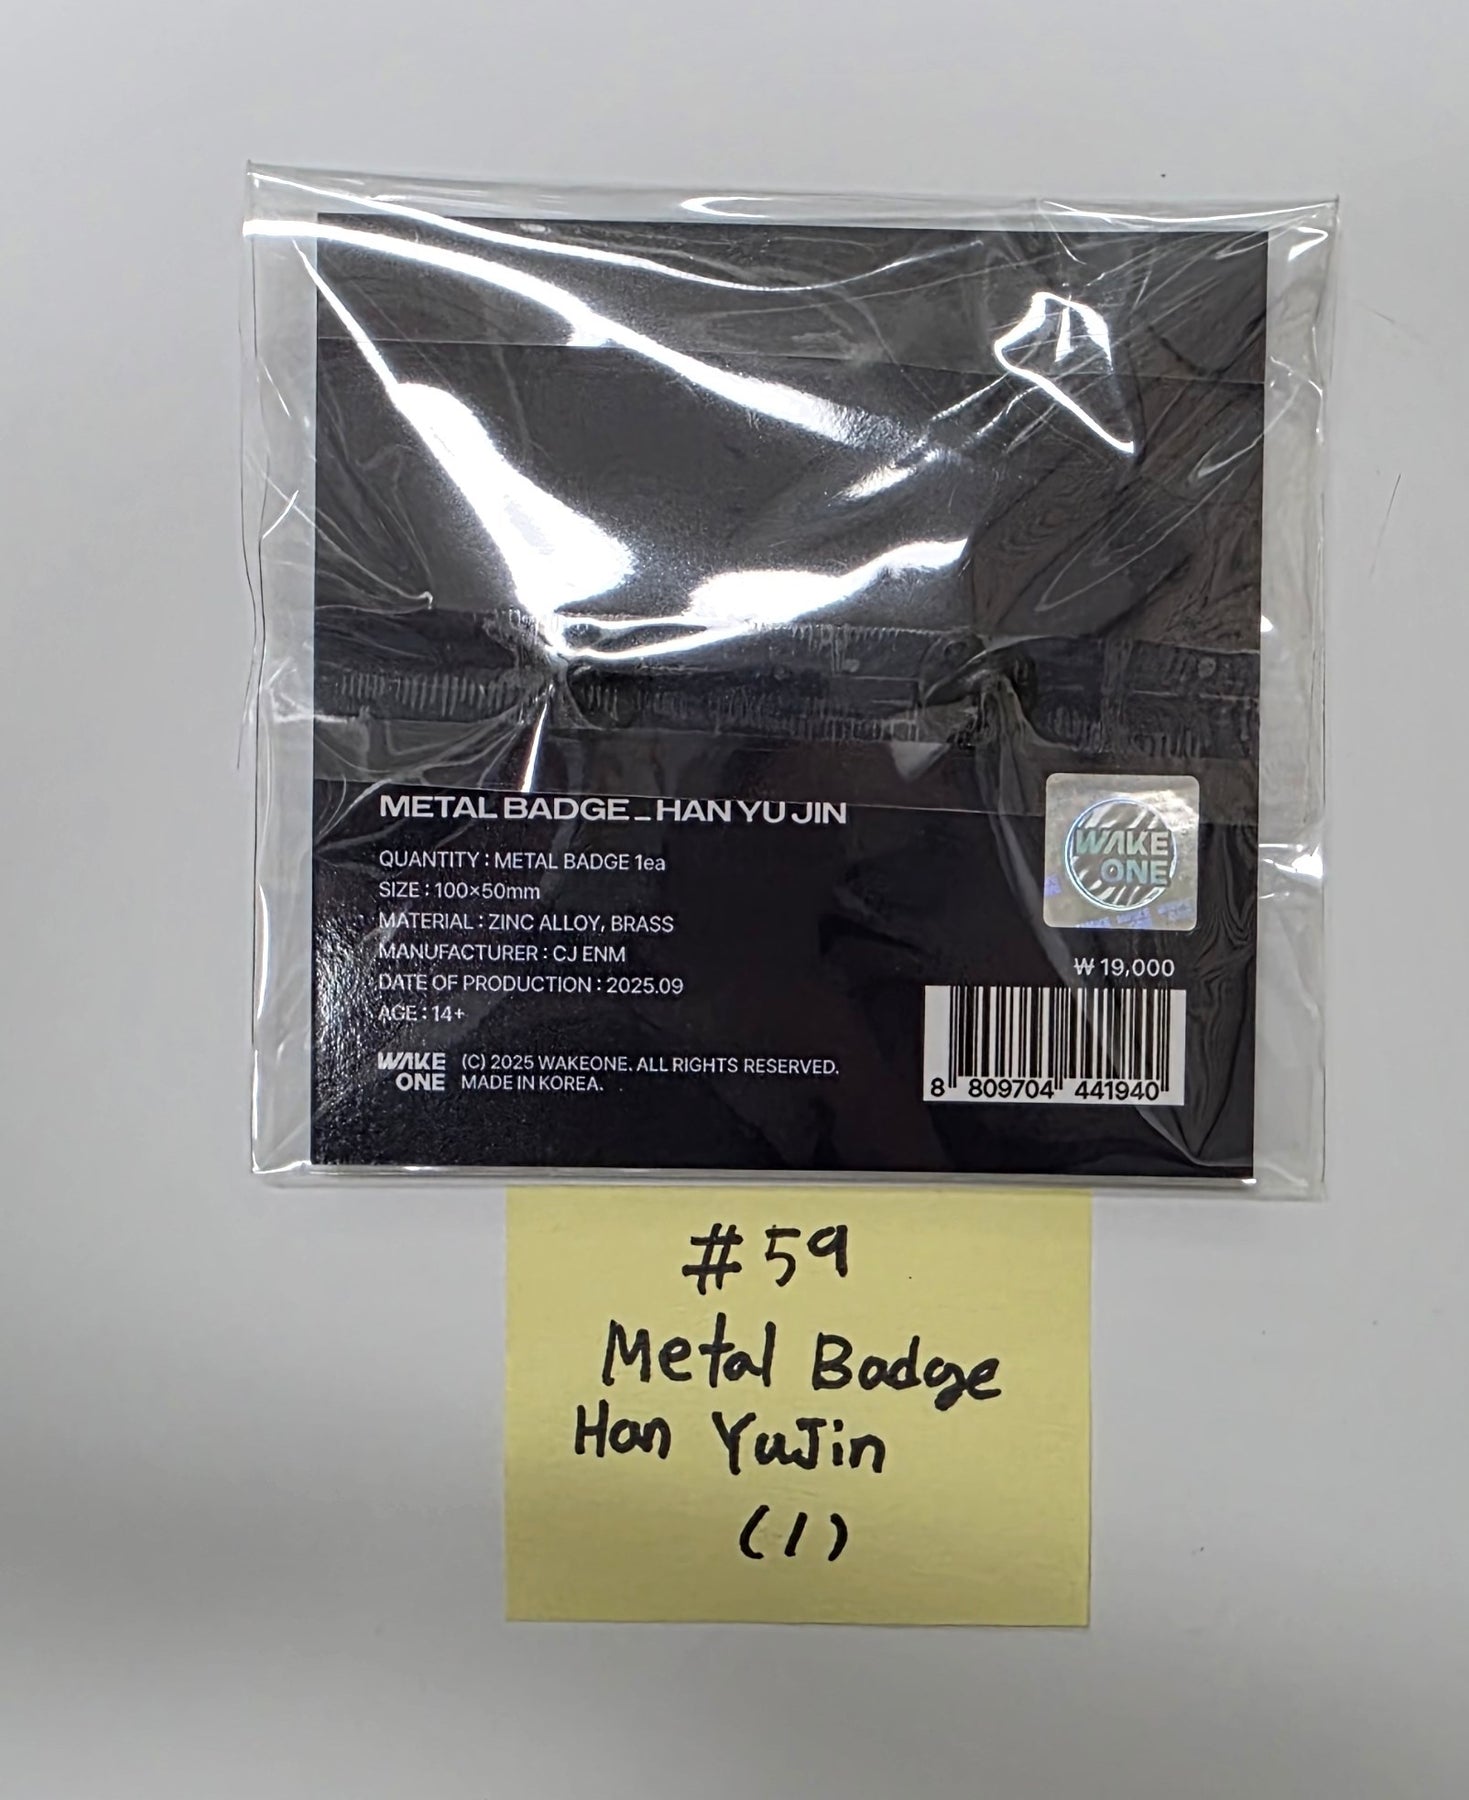 METAL BADGE_HAN YU JIN
QUANTITY : METAL BADGE 1ea
SIZE : 100×50mm
MATERIAL : ZINC ALLOY, BRASS
MANUFACTURER : CJ ENM
DATE OF PRODUCTION : 2025.09
AGE : 14+
WAKE
ONE
(C) 2025 WAKEONE. ALL RIGHTS RESERVED.
MADE IN KOREA.
WAKE
ONE
₩ 19,000
8 809704 441940
#59
Metal Badge
Han YuJin
(1)